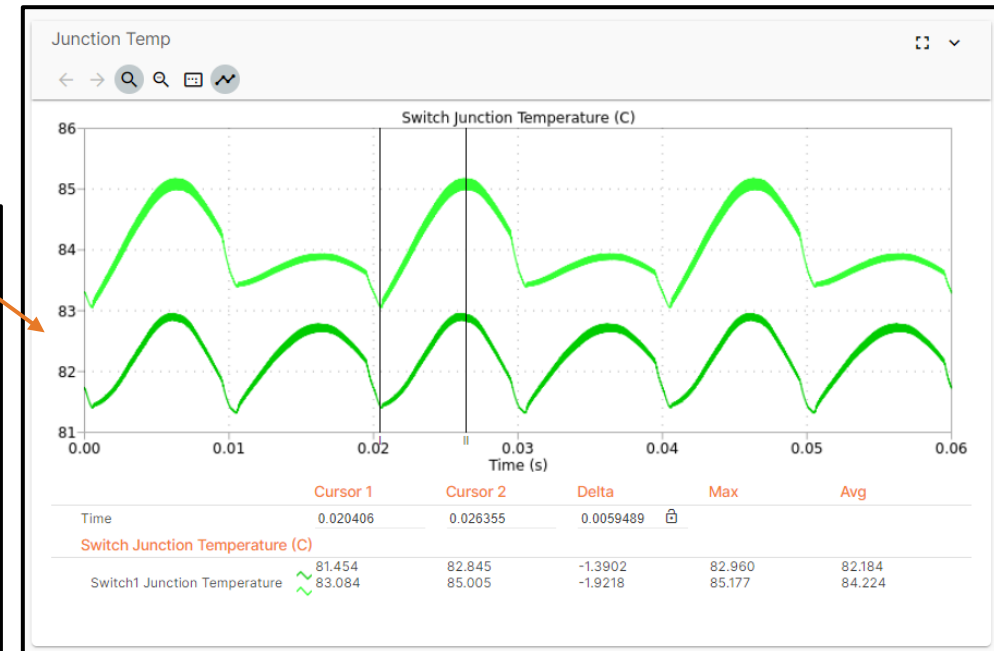 Junction Temp
Switch Junction Temperature (C)
86
85
84
83
82
81
0.00 0.01 0.02 0.03 0.04 0.05 0.06
I II
Time (s)
Cursor 1 Cursor 2 Delta Max Avg
Time 0.020406 0.026355 0.0059489
Switch Junction Temperature (C)
81.454 82.845 -1.3902 82.960 82.184
Switch1 Junction Temperature 83.084 85.005 -1.9218 85.177 84.224